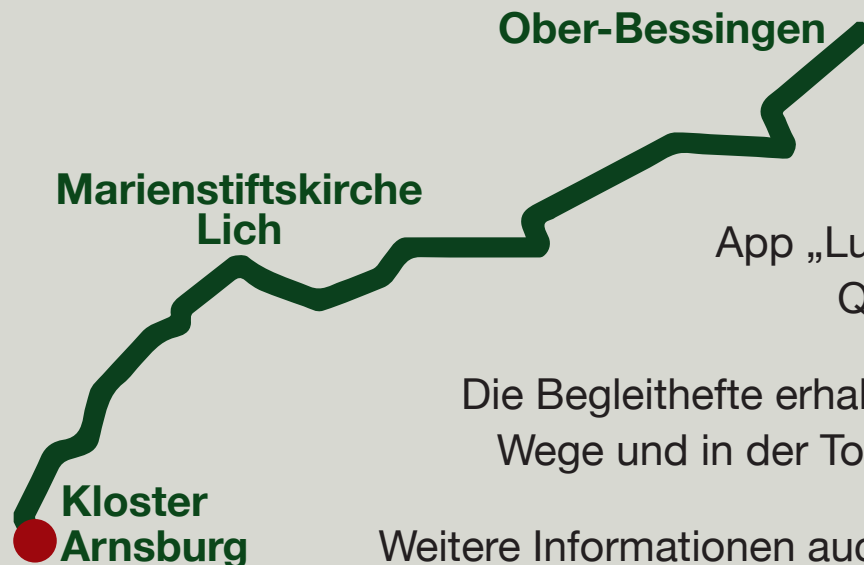 Ober-Bessingen
Marienstiftskirche
Lich
App „Lu
Q
Die Begleithefte erhal
Wege und in der To
Kloster
Arnsburg
Weitere Informationen auc